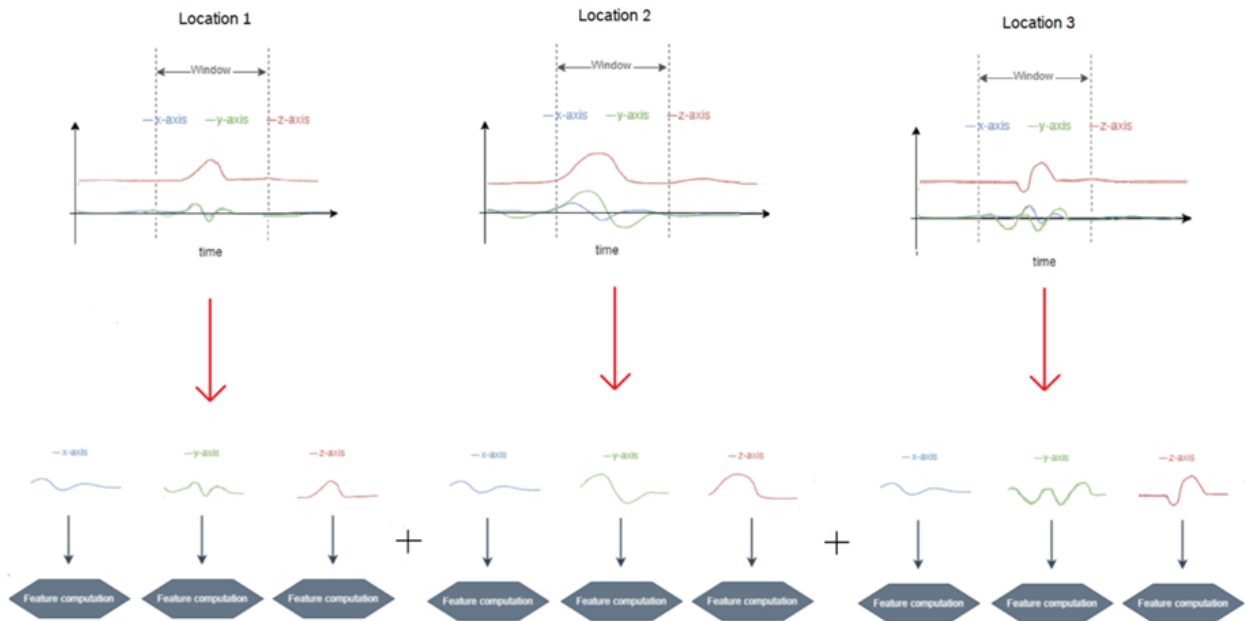 Location 1
Location 2
Location 3
Window
Window
Window
—x-axis —y-axis —z-axis
—x-axis —y-axis —z-axis
—x-axis —y-axis —z-axis
time
time
time
—x-axis —y-axis —z-axis
—x-axis —y-axis —z-axis
—x-axis —y-axis —z-axis
+ +
Feature computation Feature computation Feature computation
Feature computation Feature computation Feature computation
Feature computation Feature computation Feature computation